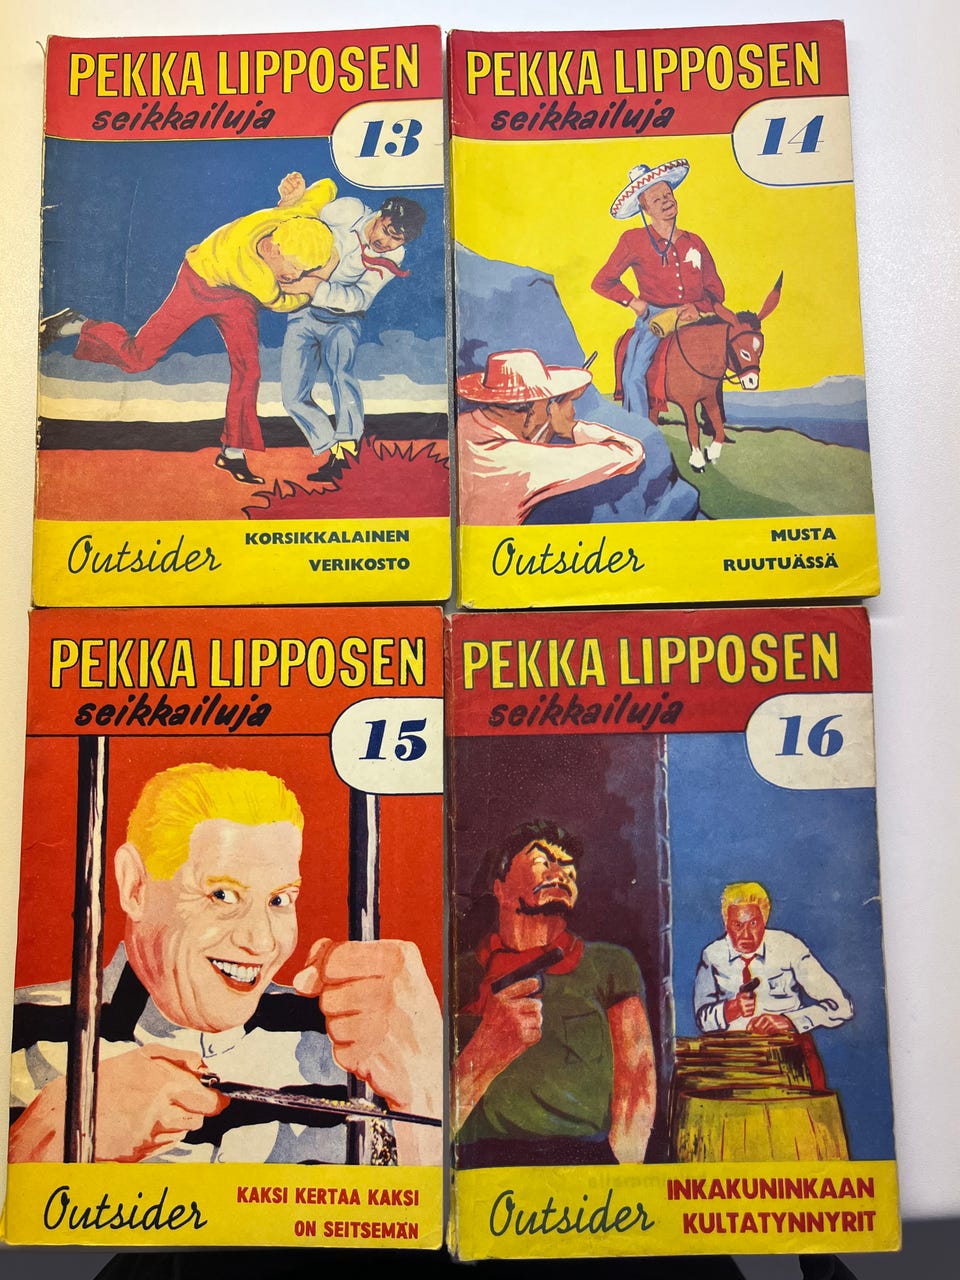 PEKKA LIPPOSEN
seikkailuja
13
Outsider
KORSIKKALAINEN
VERIKOSTO
PEKKA LIPPOSEN
seikkailuja
14
Outsider
MUSTA
RUUTUÄSSÄ
PEKKA LIPPOSEN
seikkailuja
15
Outsider
KAKSI KERTAA KAKSI
ON SEITSEMÄN
PEKKA LIPPOSEN
seikkailuja
16
Outsider
INKAKUNINKAAN
KULTATYNNYRIT